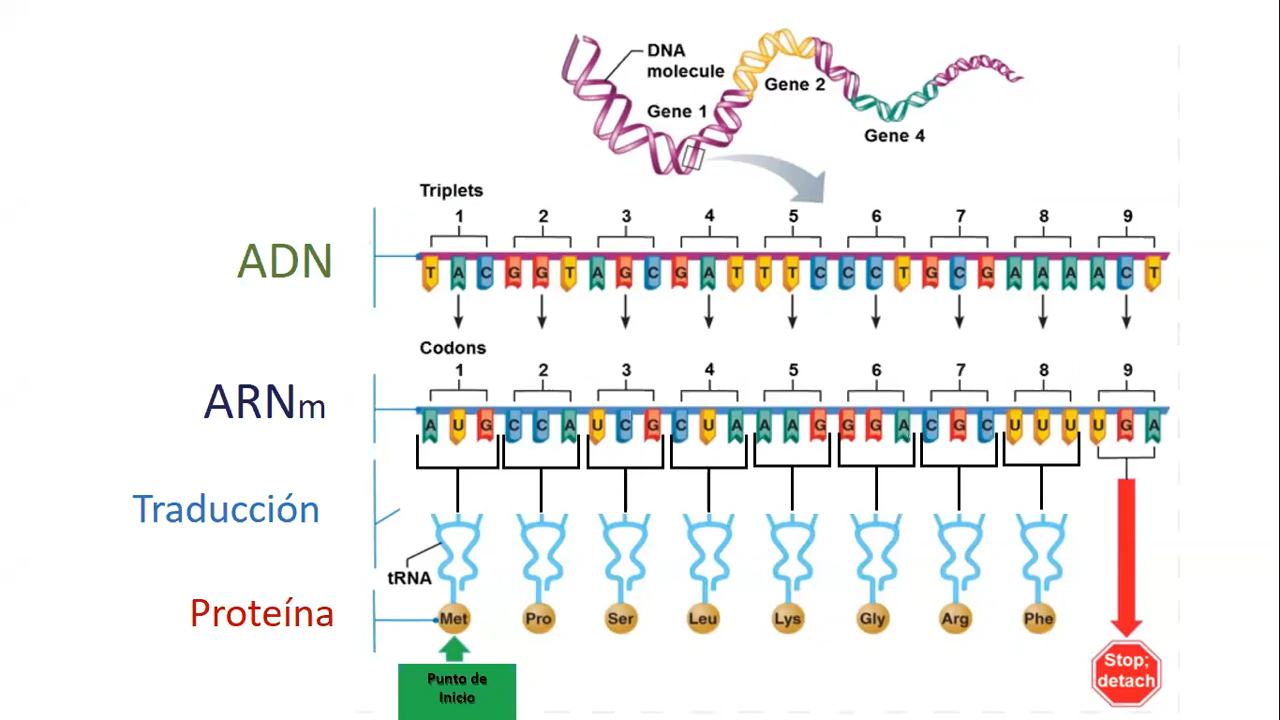 DNA
molecule
Gene 1
Gene 2
Gene 4
Triplets
1 2 3 4 5 6 7 8 9
ADN
T A C G G T A G C G A T T T C C C T G C G A A A A C T
Codons
1 2 3 4 5 6 7 8 9
ARNm
A U G C C A U C G C U A A A G G G A C G C U U U U G A
Traducción
tRNA
Proteína
Met Pro Ser Leu Lys Gly Arg Phe
Stop;
detach
Punto de
Inicio